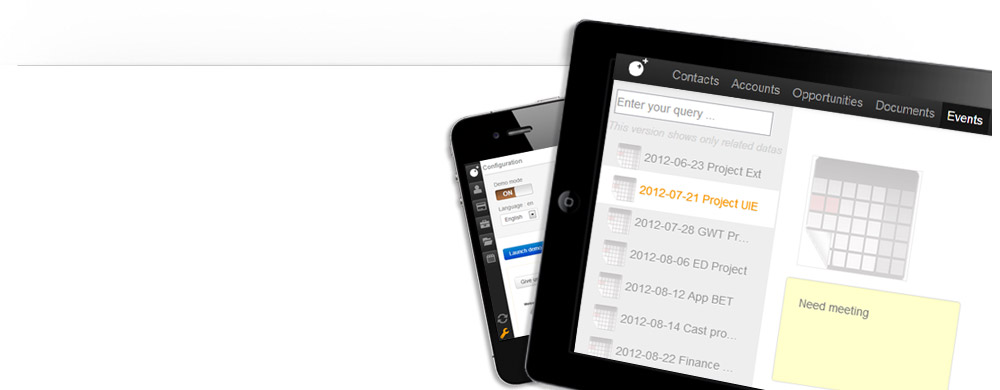 Contacts
Accounts
Opportunities
Documents
Events
Enter your query ...
This version shows only related datas
2012-06-23 Project Ext
2012-07-21 Project UIE
2012-07-28 GWT Pr...
2012-08-06 ED Project
2012-08-12 App BET
2012-08-14 Cast pro...
2012-08-22 Finance ...
Need meeting
Configuration
Demo mode
ON
Language : en
English
Launch demo